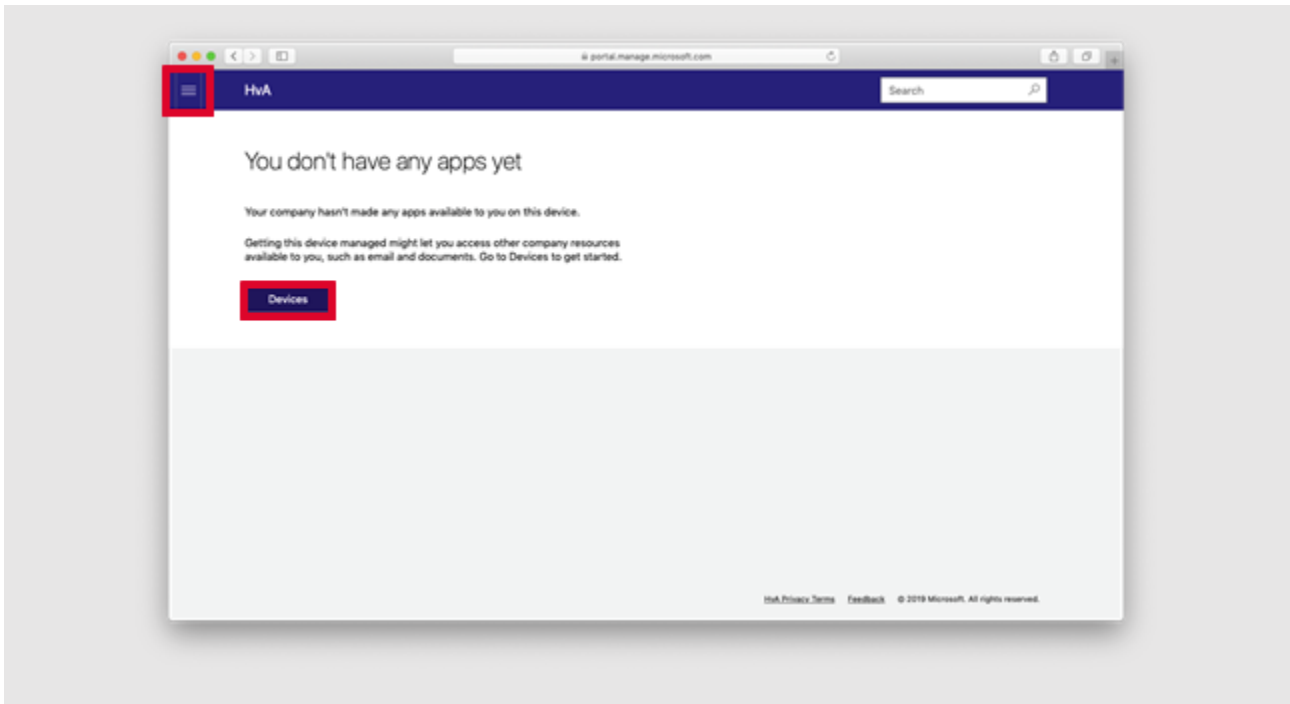 portal.manage.microsoft.com
HvA
Search
You don't have any apps yet
Your company hasn't made any apps available to you on this device.
Getting this device managed might let you access other company resources
available to you, such as email and documents. Go to Devices to get started.
Devices
HvA Privacy Terms Feedback © 2019 Microsoft. All rights reserved.